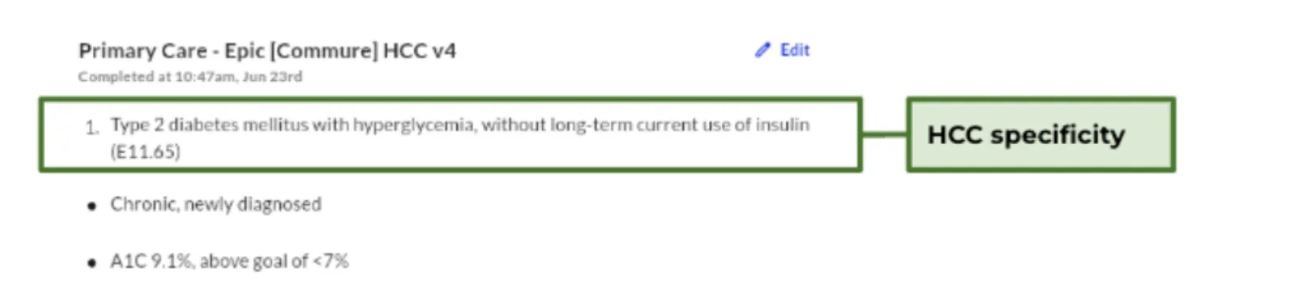 Primary Care - Epic [Commure] HCC v4
Edit
Completed at 10:47am, Jun 23rd
1. Type 2 diabetes mellitus with hyperglycemia, without long-term current use of insulin
(E11.65)
HCC specificity
• Chronic, newly diagnosed
• A1C 9.1%, above goal of <7%